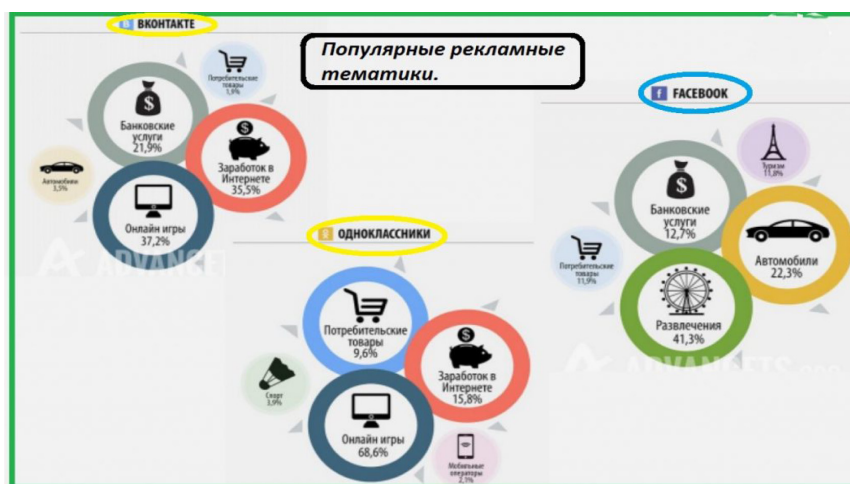 ВКОНТАКТЕ
Популярные рекламные
тематики.
Потребительские
товары
1,9%
Банковские
услуги
21,9%
Заработок в
Интернете
35,5%
Автомобили
3,5%
Онлайн игры
37,2%
ОДНОКЛАССНИКИ
Потребительские
товары
9,6%
Заработок в
Интернете
15,8%
Спорт
3,9%
Онлайн игры
68,6%
Мобильные
операторы
2,1%
f FACEBOOK
Туризм
11,8%
Банковские
услуги
12,7%
Автомобили
22,3%
Потребительские
товары
11,9%
Развлечения
41,3%